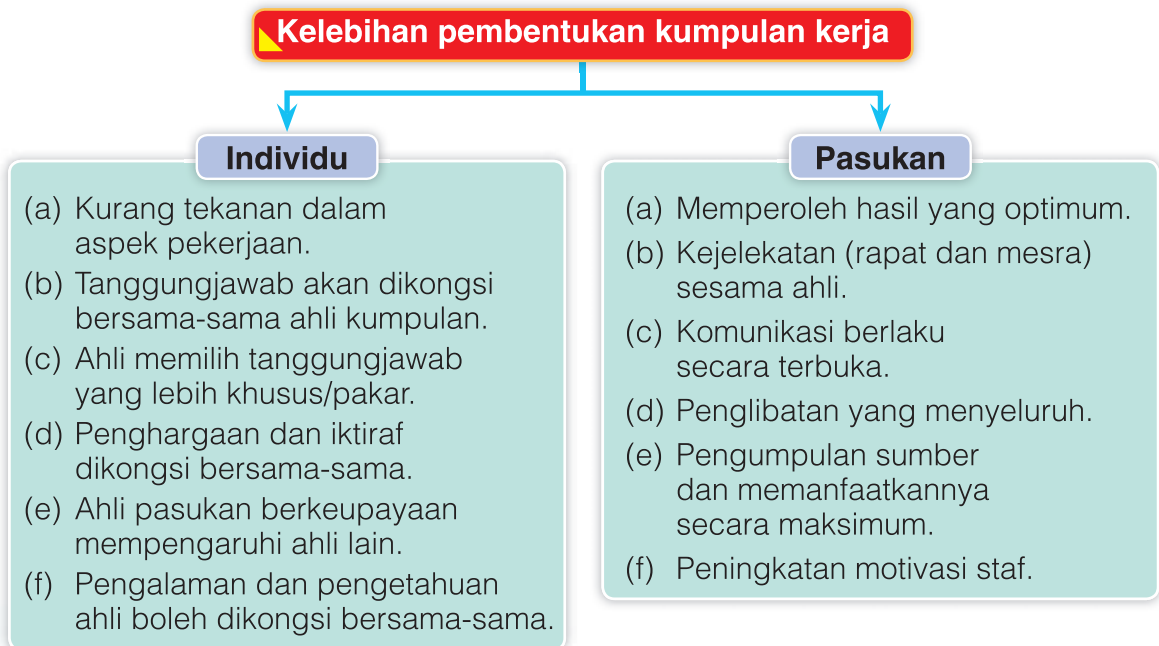 Kelebihan pembentukan kumpulan kerja
Individu
(a) Kurang tekanan dalam
aspek pekerjaan.
(b) Tanggungjawab akan dikongsi
bersama-sama ahli kumpulan.
(c) Ahli memilih tanggungjawab
yang lebih khusus/pakar.
(d) Penghargaan dan iktiraf
dikongsi bersama-sama.
(e) Ahli pasukan berkeupayaan
mempengaruhi ahli lain.
(f) Pengalaman dan pengetahuan
ahli boleh dikongsi bersama-sama.
Pasukan
(a) Memperoleh hasil yang optimum.
(b) Kejelekatan (rapat dan mesra)
sesama ahli.
(c) Komunikasi berlaku
secara terbuka.
(d) Penglibatan yang menyeluruh.
(e) Pengumpulan sumber
dan memanfaatkannya
secara maksimum.
(f) Peningkatan motivasi staf.